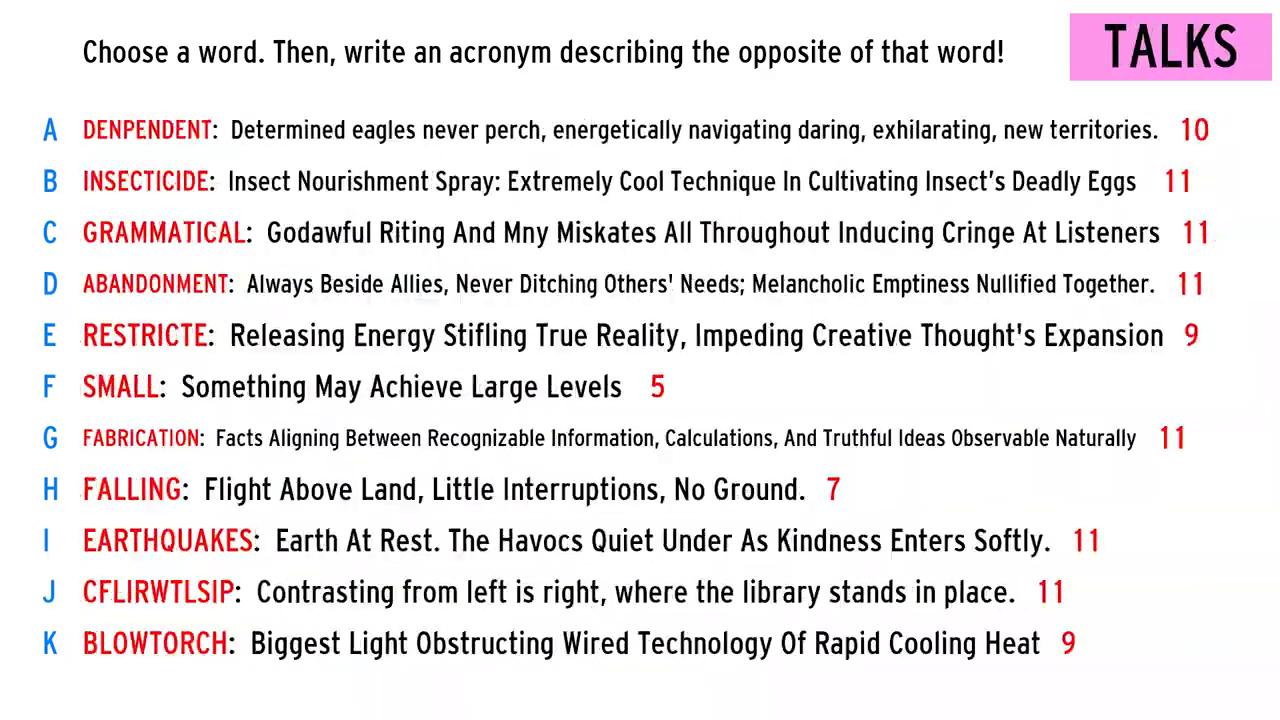 Choose a word. Then, write an acronym describing the opposite of that word!
TALKS
A DENPENDENT: Determined eagles never perch, energetically navigating daring, exhilarating, new territories. 10
B INSECTICIDE: Insect Nourishment Spray: Extremely Cool Technique In Cultivating Insect's Deadly Eggs 11
C GRAMMATICAL: Godawful Riting And Mny Miskates All Throughout Inducing Cringe At Listeners 11
D ABANDONMENT: Always Beside Allies, Never Ditching Others' Needs; Melancholic Emptiness Nullified Together. 11
E RESTRICTE: Releasing Energy Stifling True Reality, Impeding Creative Thought's Expansion 9
F SMALL: Something May Achieve Large Levels 5
G FABRICATION: Facts Aligning Between Recognizable Information, Calculations, And Truthful Ideas Observable Naturally 11
H FALLING: Flight Above Land, Little Interruptions, No Ground. 7
I EARTHQUAKES: Earth At Rest. The Havocs Quiet Under As Kindness Enters Softly. 11
J CFLIRWTLSIP: Contrasting from left is right, where the library stands in place. 11
K BLOWTORCH: Biggest Light Obstructing Wired Technology Of Rapid Cooling Heat 9